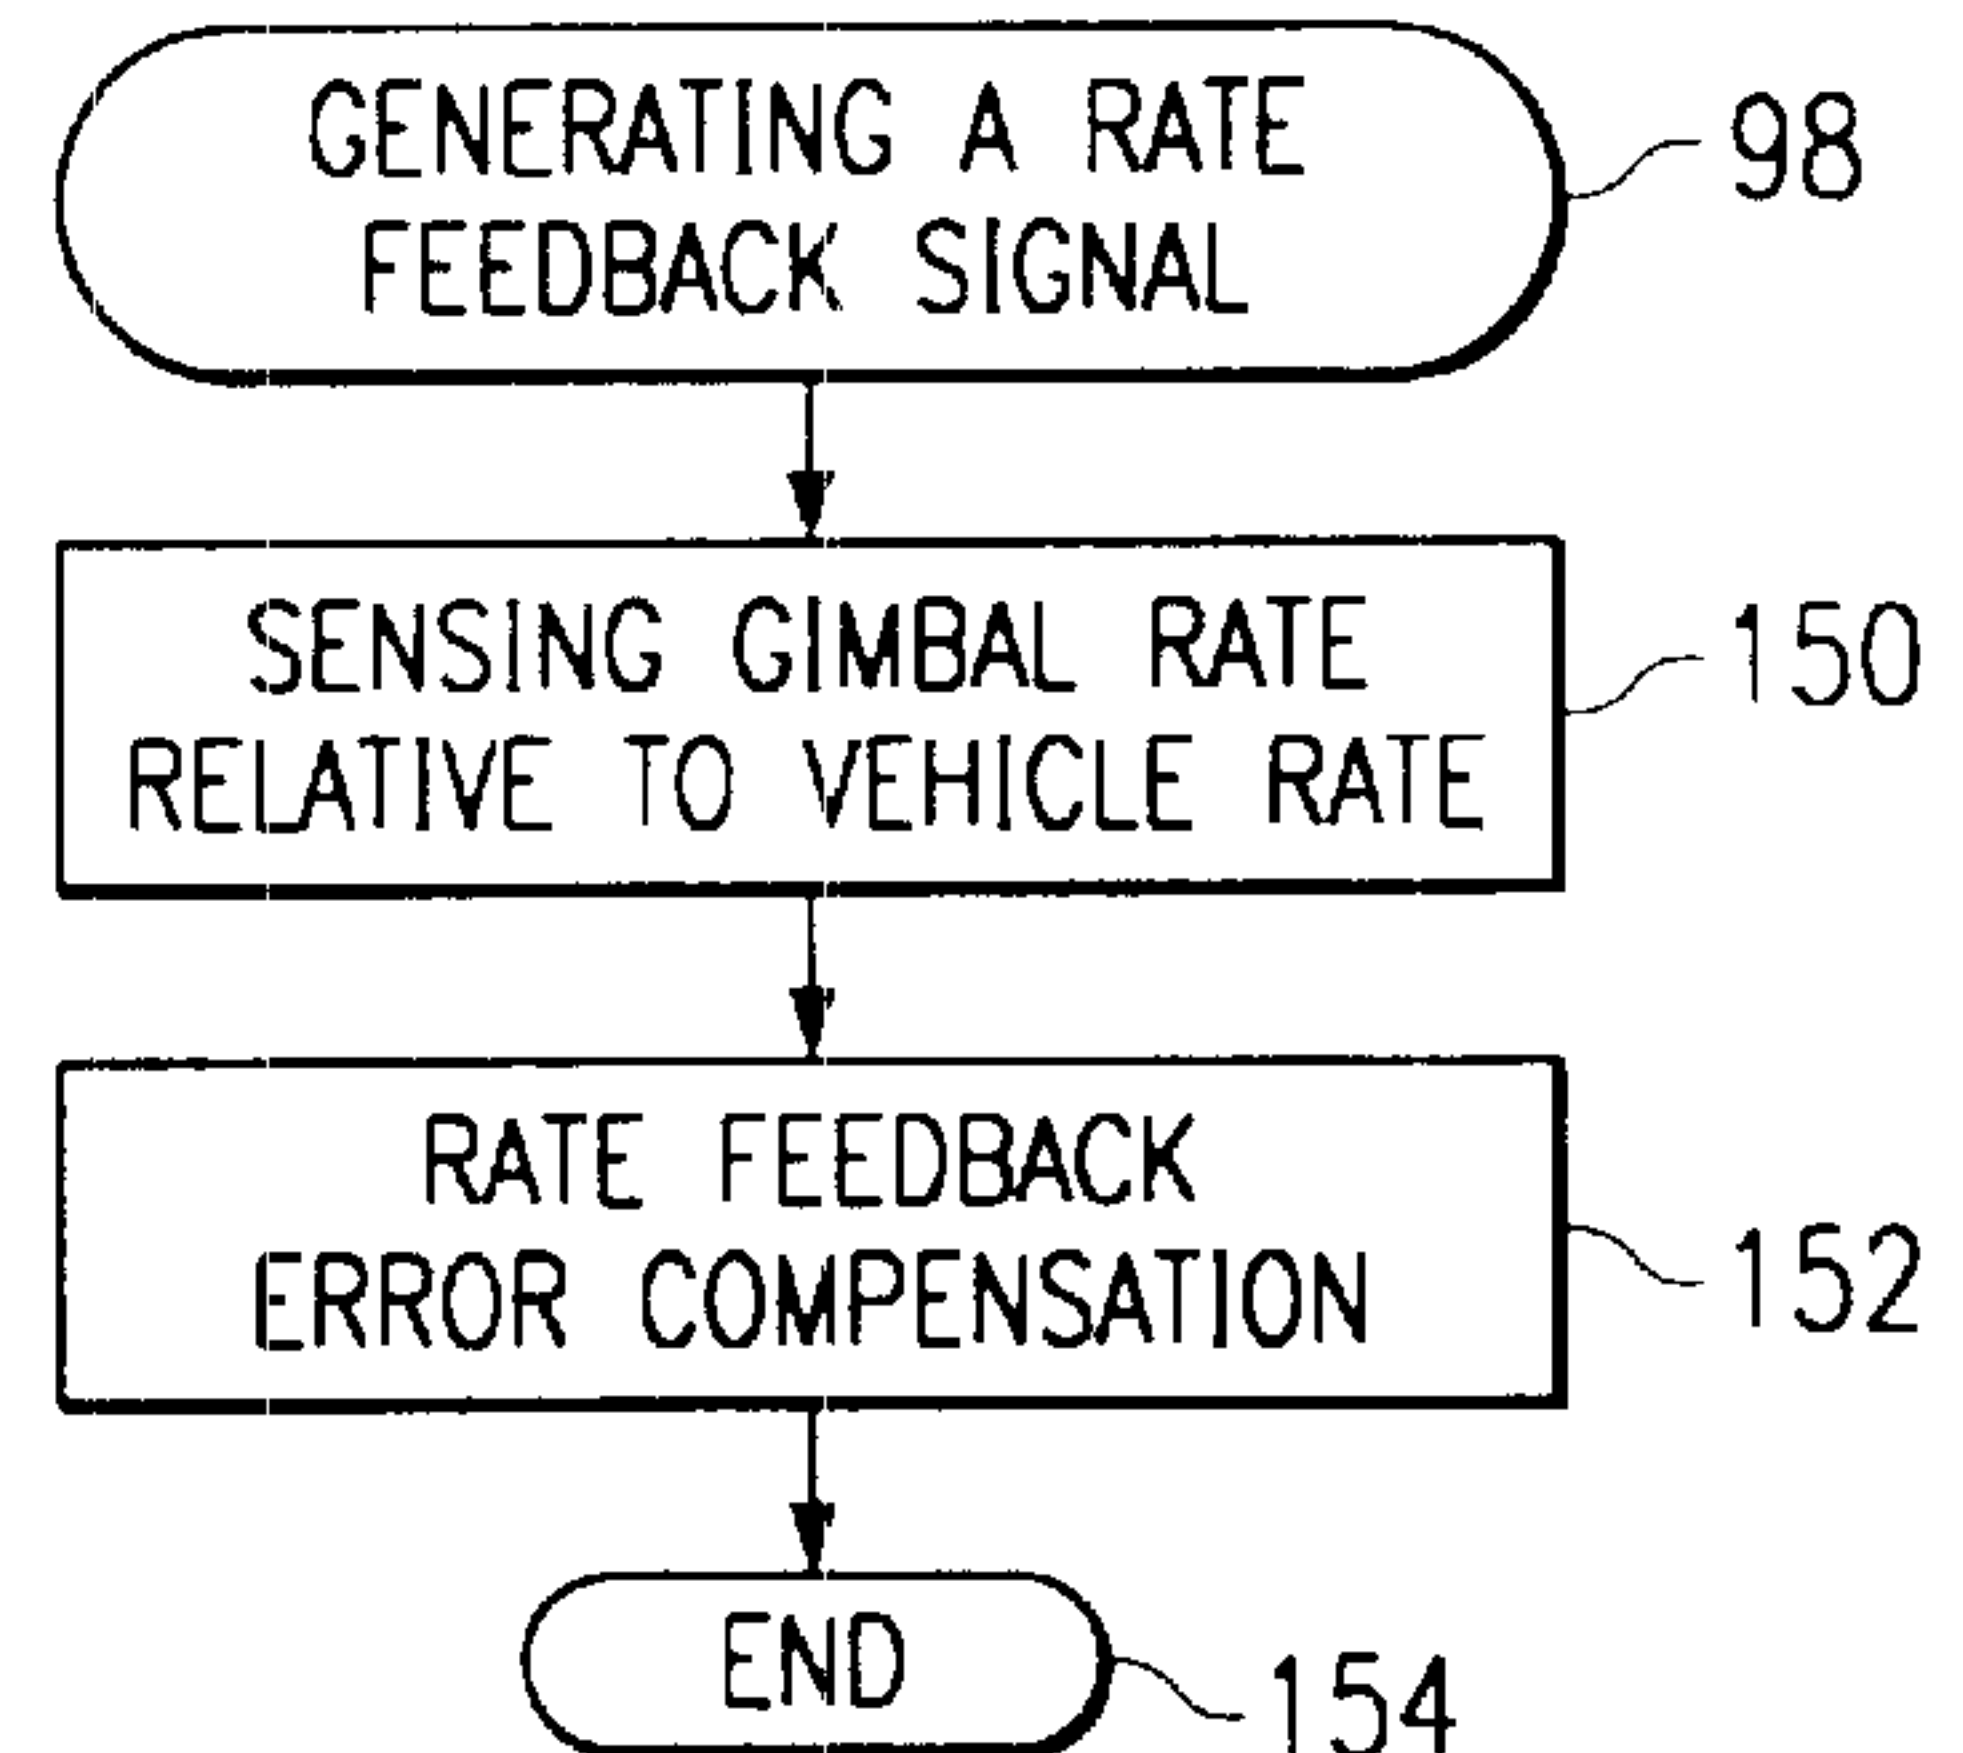 GENERATING A RATE
FEEDBACK SIGNAL
98
SENSING GIMBAL RATE
RELATIVE TO VEHICLE RATE
150
RATE FEEDBACK
ERROR COMPENSATION
152
END
154